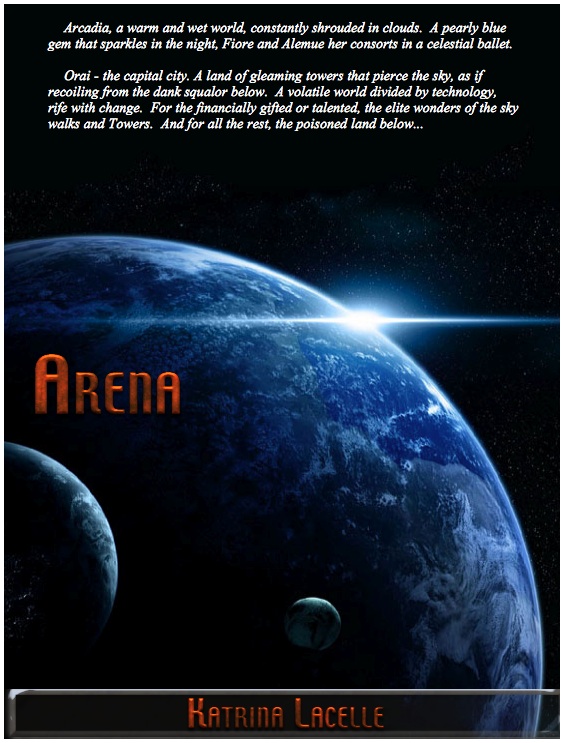 Arcadia, a warm and wet world, constantly shrouded in clouds.  A pearly blue
gem that sparkles in the night, Fiore and Alemue her consorts in a celestial ballet.
Orai - the capital city. A land of gleaming towers that pierce the sky, as if
recoiling from the dank squalor below.  A volatile world divided by technology,
rife with change.  For the financially gifted or talented, the elite wonders of the sky
walks and Towers.  And for all the rest, the poisoned land below...
ARENA
KATRINA LACELLE